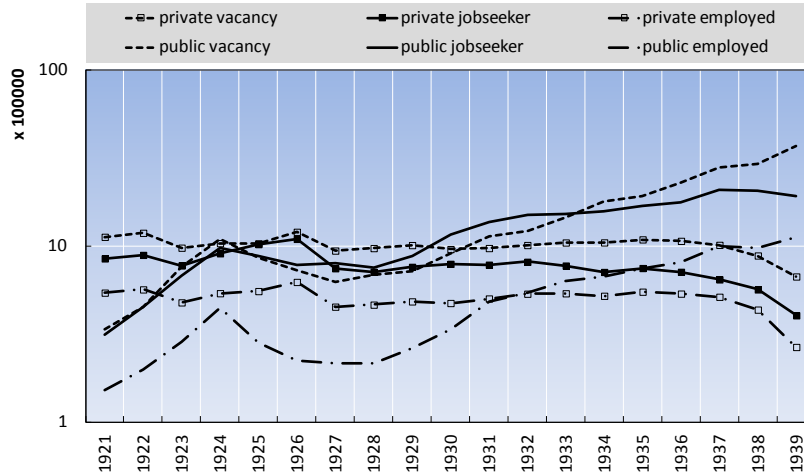 private vacancy private jobseeker private employed
public vacancy public jobseeker public employed
x 100000
100
10
1
1921 1922 1923 1924 1925 1926 1927 1928 1929 1930 1931 1932 1933 1934 1935 1936 1937 1938 1939